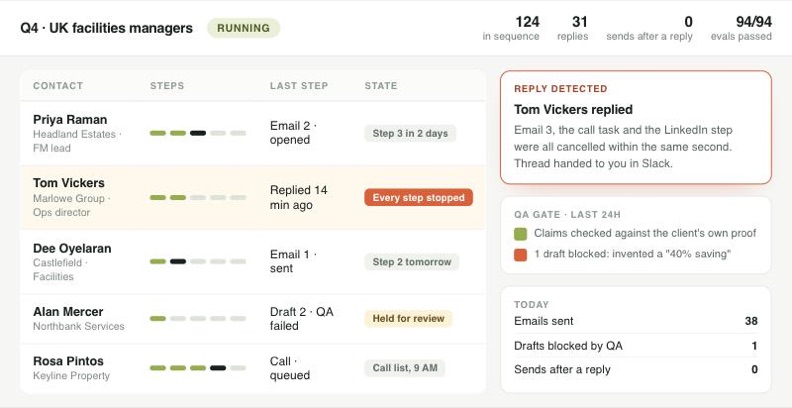 Q4 · UK facilities managers
RUNNING
124
in sequence
31
replies
0
sends after a reply
94/94
evals passed
CONTACT STEPS LAST STEP STATE
Priya Raman
Headland Estates ·
FM lead
Email 2 ·
opened
Step 3 in 2 days
Tom Vickers
Marlowe Group ·
Ops director
Replied 14
min ago
Every step stopped
Dee Oyelaran
Castlefield ·
Facilities
Email 1 ·
sent
Step 2 tomorrow
Alan Mercer
Northbank Services
Draft 2 · QA
failed
Held for review
Rosa Pintos
Keyline Property
Call ·
queued
Call list, 9 AM
REPLY DETECTED
Tom Vickers replied
Email 3, the call task and the LinkedIn step
were all cancelled within the same second.
Thread handed to you in Slack.
QA GATE · LAST 24H
Claims checked against the client's own proof
1 draft blocked: invented a "40% saving"
TODAY
Emails sent 38
Drafts blocked by QA 1
Sends after a reply 0